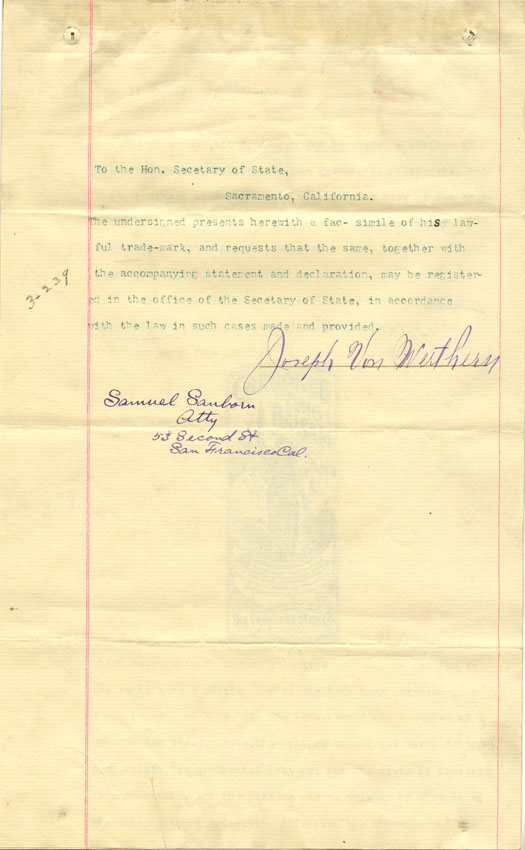 To the Hon. Secetary of State,
Sacramento, California.
The undersigned presents herewith a fac- simile of his law-
ful trade-mark, and requests that the same, together with
the accompanying statement and declaration, may be register-
ed in the office of the Secetary of State, in accordance
with the law in such cases made and provided.
3-239
Joseph Von Werthern
Samuel Sanborn
Atty
53 Second St
San Francisco Cal.